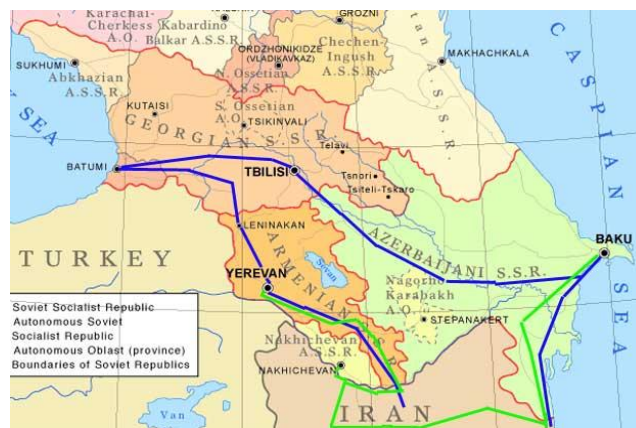 Karachai-
Cherkess
A.O.
Kabardino
Balkar A.S.S.R.
GROZNI
ORDZHONIKIDZE
(VLADIKAVKAZ)
Chechen-
Ingush
A.S.S.R.
MAKHACHKALA
SUKHUMI
Abkhazian
A.S.S.R.
N. Ossetian
A.S.S.R.
KUTAISI
S. Ossetian
A.O.
TSIKINVALI
GEORGIAN S.S.R.
Telavi
CASPIAN
SEA
SEA
BATUMI
TBILISI
Tsnori
Tsiteli-Tskaro
LENINAKAN
AZERBAIJANI S.S.R.
BAKU
TURKEY
ARMENIAN
Sevan
YEREVAN
Nagorno
Karabakh
A.O.
STEPANAKERT
Soviet Socialist Republic
Autonomous Soviet
Socialist Republic
Autonomous Oblast (province)
Boundaries of Soviet Republics
A.S.S.R.
NAKHICHEVAN
Van
IRAN